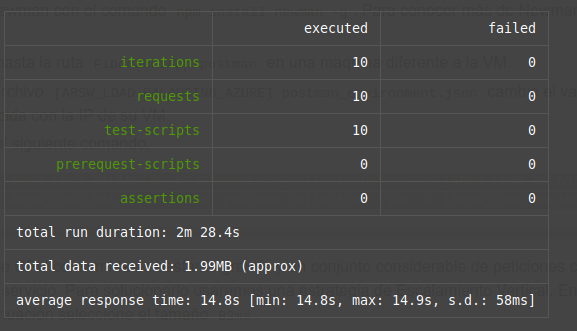 executed failed
iterations 10 0
requests 10 0
test-scripts 10 0
prerequest-scripts 0 0
assertions 0 0
total run duration: 2m 28.4s
total data received: 1.99MB (approx)
average response time: 14.8s [min: 14.8s, max: 14.9s, s.d.: 58ms]